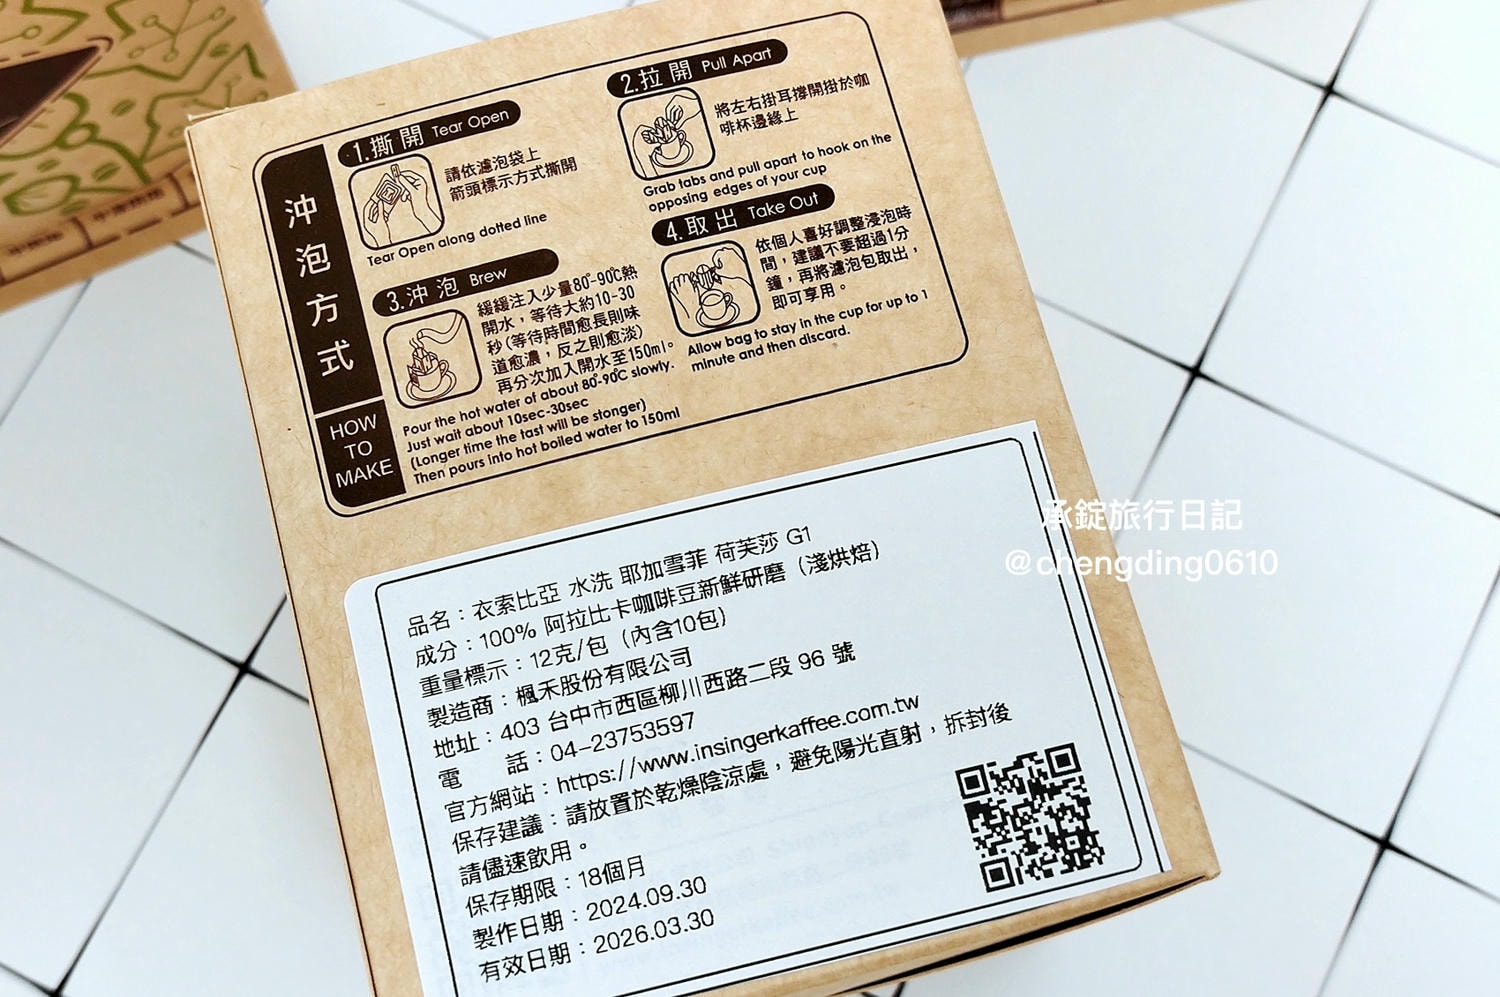 沖泡方式
HOW
TO
MAKE
1.撕開 Tear Open
請依濾泡袋上
箭頭標示方式撕開
Tear Open along dotted line
2.拉開 Pull Apart
將左右掛耳撐開掛於咖
啡杯邊緣上
Grab tabs and pull apart to hook on the
opposing edges of your cup
3.沖泡 Brew
緩緩注入少量80°-90℃熱
開水，等待大約10-30
秒(等待時間愈長則味
道愈濃，反之則愈淡)
再分次加入開水至150ml。
Pour the hot water of about 80°-90℃ slowly.
Just wait about 10sec-30sec
(Longer time the tast will be stonger)
Then pours into hot boiled water to 150ml
4.取出 Take Out
依個人喜好調整浸泡時
間，建議不要超過1分
鐘，再將濾泡包取出，
即可享用。
Allow bag to stay in the cup for up to 1
minute and then discard.
品名：衣索比亞 水洗 耶加雪菲 荷芙莎 G1
成分：100% 阿拉比卡咖啡豆新鮮研磨（淺烘焙）
重量標示：12克/包（內含10包）
製造商：楓禾股份有限公司
地址：403 台中市西區柳川西路二段 96 號
電　　話：04-23753597
官方網站：https://www.insingerkaffee.com.tw
保存建議：請放置於乾燥陰涼處，避免陽光直射，拆封後
請儘速飲用。
保存期限：18個月
製作日期：2024.09.30
有效日期：2026.03.30
承錠旅行日記
@chengding0610